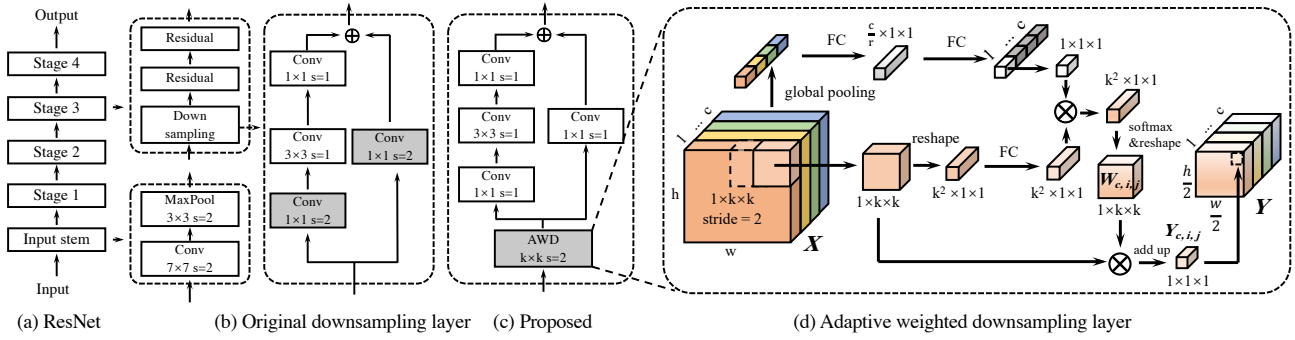 Output
Stage 4
Stage 3
Stage 2
Stage 1
Input stem
Input
(a) ResNet
Residual
Residual
Down
sampling
MaxPool
3×3 s=2
Conv
7×7 s=2
Conv
1×1 s=1
Conv
3×3 s=1
Conv
1×1 s=2
Conv
1×1 s=2
(b) Original downsampling layer
Conv
1×1 s=1
Conv
3×3 s=1
Conv
1×1 s=1
Conv
1×1 s=1
AWD
k×k s=2
(c) Proposed
FC
c/r ×1×1
FC
1 ... c
1×1×1
global pooling
k² ×1×1
softmax
&reshape
1 ... c
h
w
1×k×k
stride = 2
X
1×k×k
reshape
k² ×1×1
FC
k² ×1×1
W c, i, j
1×k×k
add up
Y c, i, j
1×1×1
1 ... c
h/2
w/2
Y
(d) Adaptive weighted downsampling layer